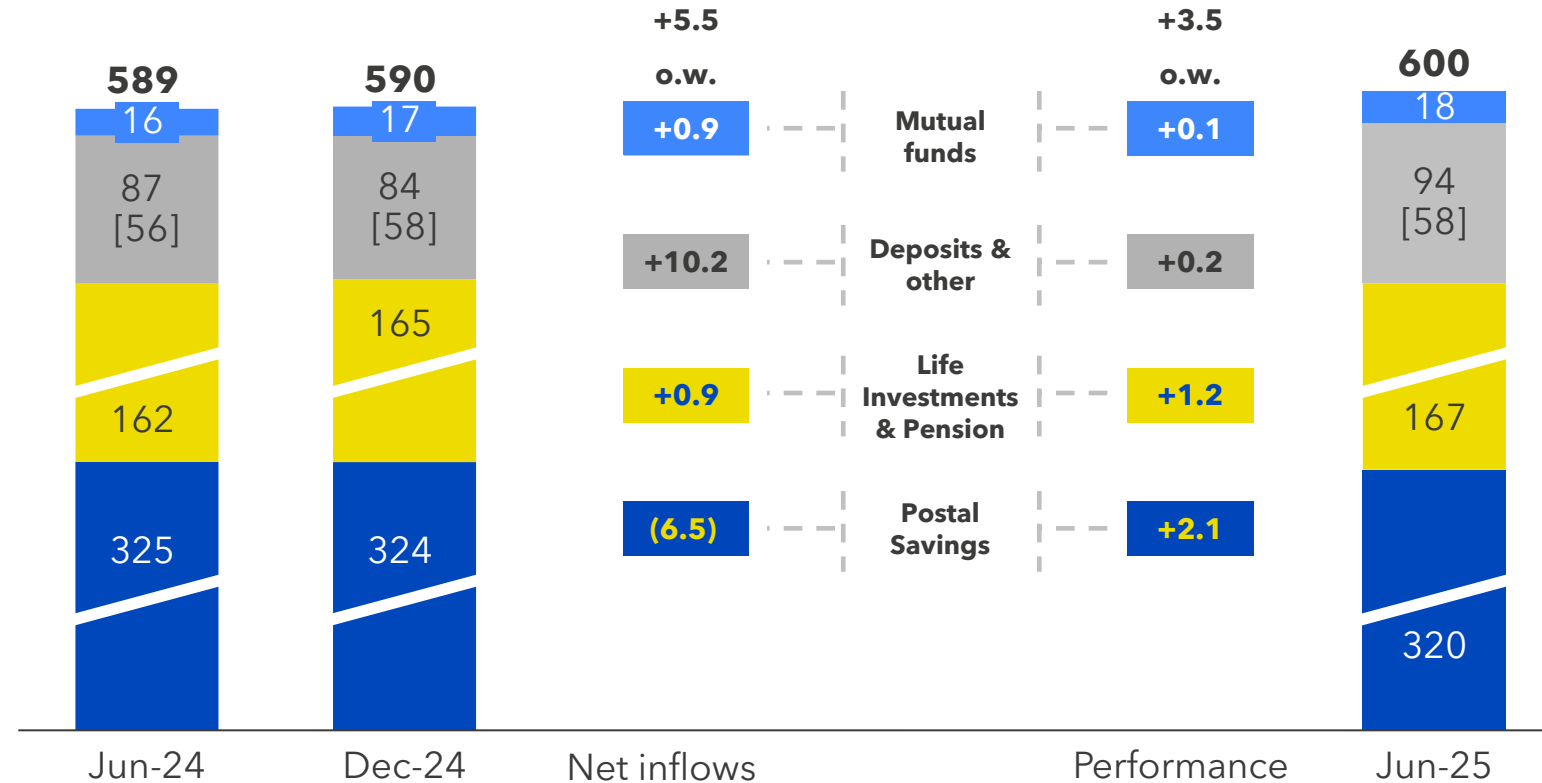 589
16
87
[56]
162
325
Jun-24
590
17
84
[58]
165
324
Dec-24
+5.5
o.w.
+0.9
+10.2
+0.9
(6.5)
Net inflows
Mutual
funds
Deposits &
other
Life
Investments
& Pension
Postal
Savings
+3.5
o.w.
+0.1
+0.2
+1.2
+2.1
Performance
600
18
94
[58]
167
320
Jun-25